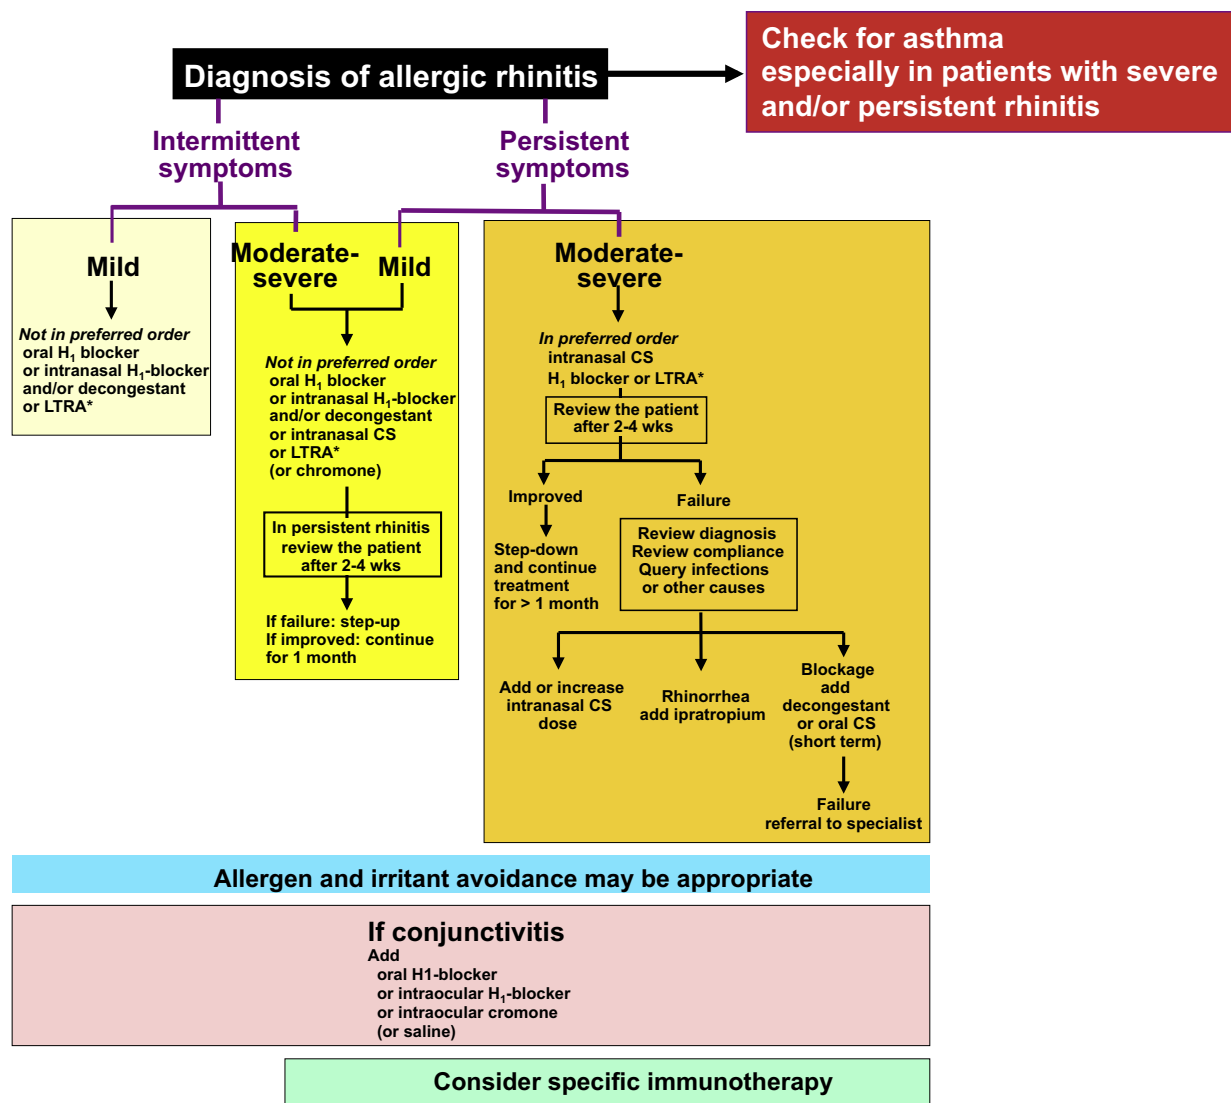 Diagnosis of allergic rhinitis
Check for asthma
especially in patients with severe
and/or persistent rhinitis
Intermittent
symptoms
Persistent
symptoms
Mild
Not in preferred order
oral H₁ blocker
or intranasal H₁-blocker
and/or decongestant
or LTRA*
Moderate-
severe
Mild
Not in preferred order
oral H₁ blocker
or intranasal H₁-blocker
and/or decongestant
or intranasal CS
or LTRA*
(or chromone)
In persistent rhinitis
review the patient
after 2-4 wks
If failure: step-up
If improved: continue
for 1 month
Moderate-
severe
In preferred order
intranasal CS
H₁ blocker or LTRA*
Review the patient
after 2-4 wks
Improved
Step-down
and continue
treatment
for > 1 month
Failure
Review diagnosis
Review compliance
Query infections
or other causes
Add or increase
intranasal CS
dose
Rhinorrhea
add ipratropium
Blockage
add
decongestant
or oral CS
(short term)
Failure
referral to specialist
Allergen and irritant avoidance may be appropriate
If conjunctivitis
Add
oral H1-blocker
or intraocular H₁-blocker
or intraocular cromone
(or saline)
Consider specific immunotherapy